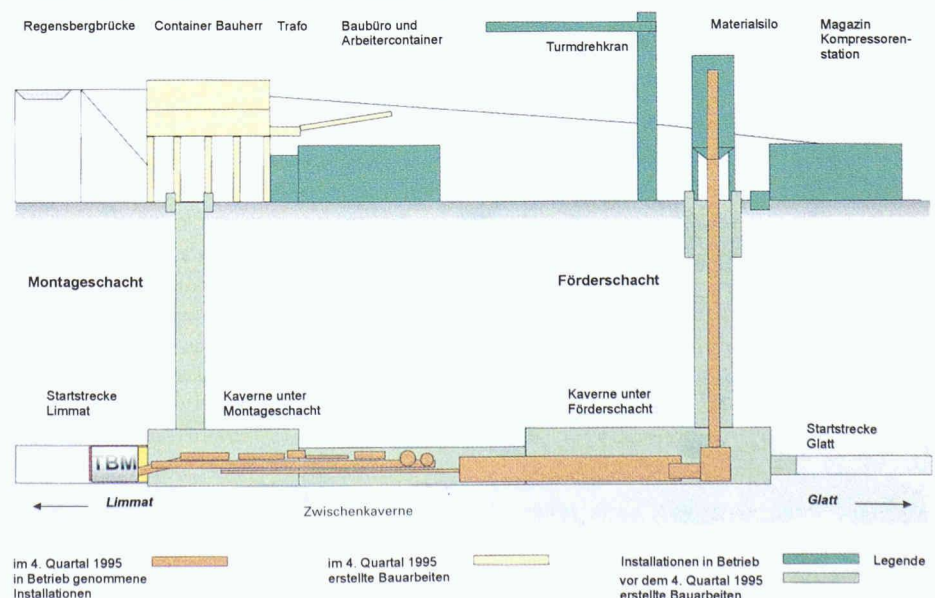 Regensbergbrücke
Container Bauherr
Trafo
Baubüro und
Arbeitercontainer
Turmdrehkran
Materialsilo
Magazin
Kompressoren-
station
Montageschacht
Förderschacht
Startstrecke
Limmat
Kaverne unter
Montageschacht
Kaverne unter
Förderschacht
Startstrecke
Glatt
TBM
Limmat
Zwischenkaverne
Glatt
im 4. Quartal 1995
in Betrieb genommene
Installationen
im 4. Quartal 1995
erstellte Bauarbeiten
Installationen in Betrieb
Legende
vor dem 4. Quartal 1995
erstellte Bauarbeiten